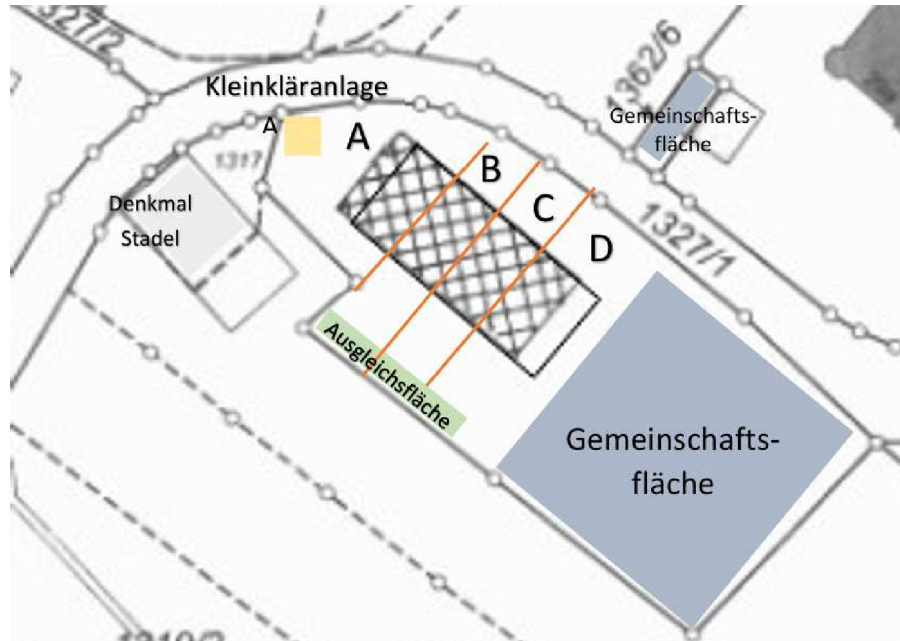 1327/2
Kleinkläranlage
A
A
1317
Denkmal
Stadel
B
C
D
1362/6
Gemeinschafts-
fläche
1327/1
Ausgleichsfläche
Gemeinschafts-
fläche